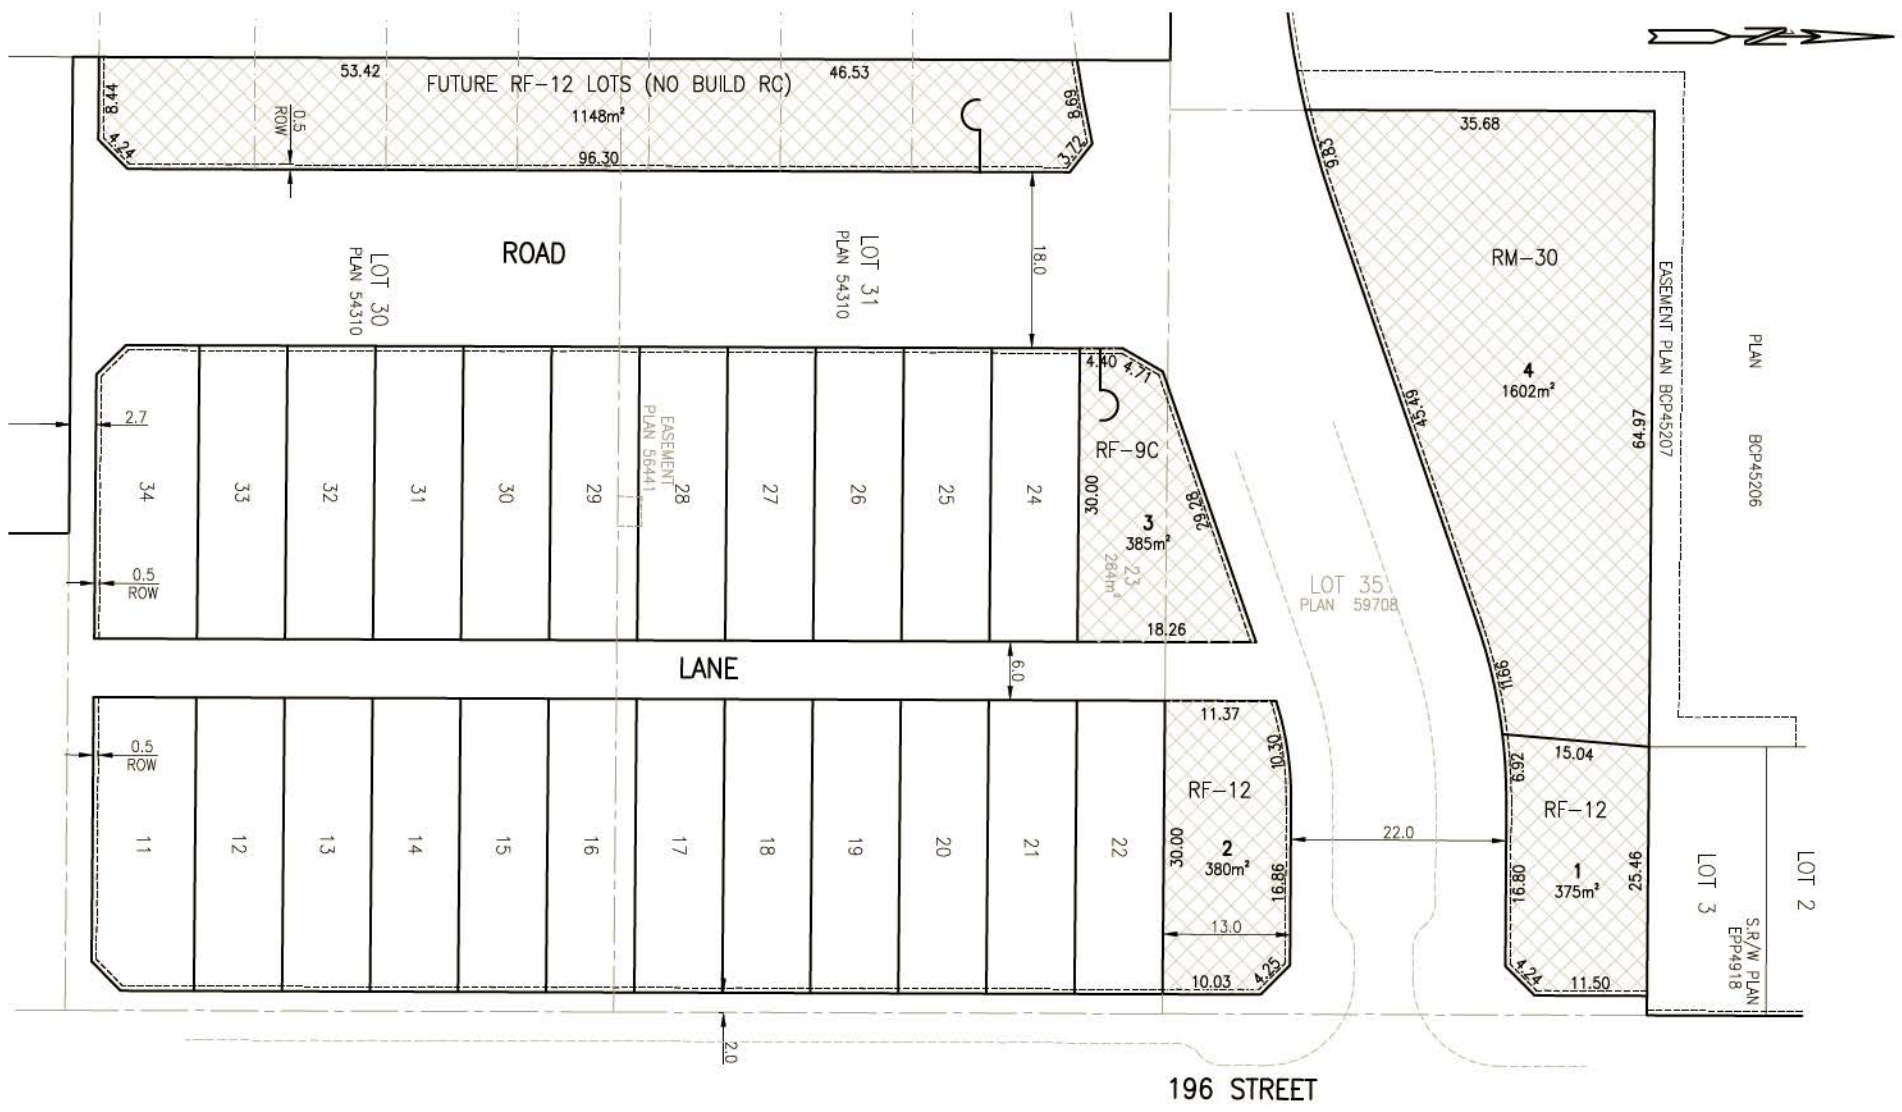 53.42
46.53
FUTURE RF-12 LOTS (NO BUILD RC)
1148m²
8.44
4.24
0.5
ROW
96.30
8.69
3.72
N
35.68
9.83
RM-30
4
1602m²
45.49
64.97
11.66
EASEMENT PLAN BCP45207
PLAN BCP45206
ROAD
LOT 30
PLAN 54310
LOT 31
PLAN 54310
18.0
2.7
34
33
32
31
30
29
EASEMENT
PLAN 56441
28
27
26
25
24
4.40
4.71
RF-9C
30.00
29.28
3
385m²
23
264m²
18.26
0.5
ROW
LOT 35
PLAN 59708
LANE
6.0
0.5
ROW
11
12
13
14
15
16
17
18
19
20
21
22
11.37
10.30
RF-12
30.00
2
380m²
16.86
13.0
10.03
4.25
22.0
15.04
6.92
RF-12
16.80
1
375m²
25.46
4.24
11.50
LOT 3
LOT 2
S.R/W PLAN
EPP4918
2.0
196 STREET